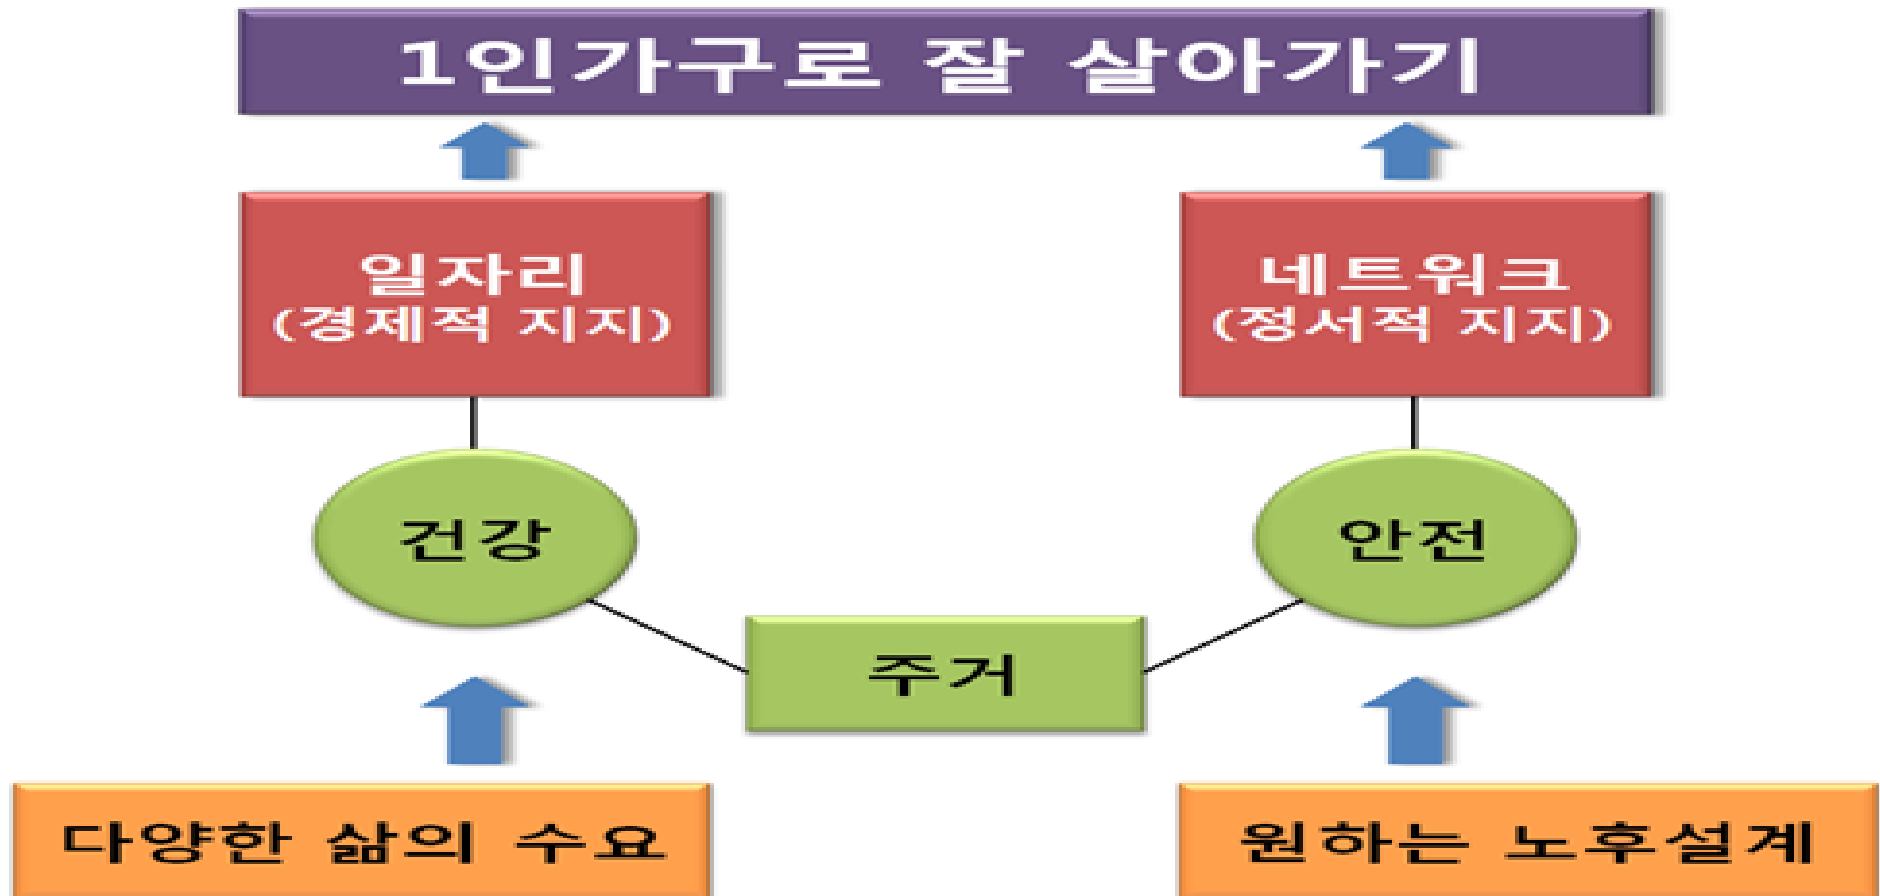 1인가구로 잘 살아가기
일자리
(경제적 지지)
네트워크
(정서적 지지)
건강
안전
주거
다양한 삶의 수요
원하는 노후설계